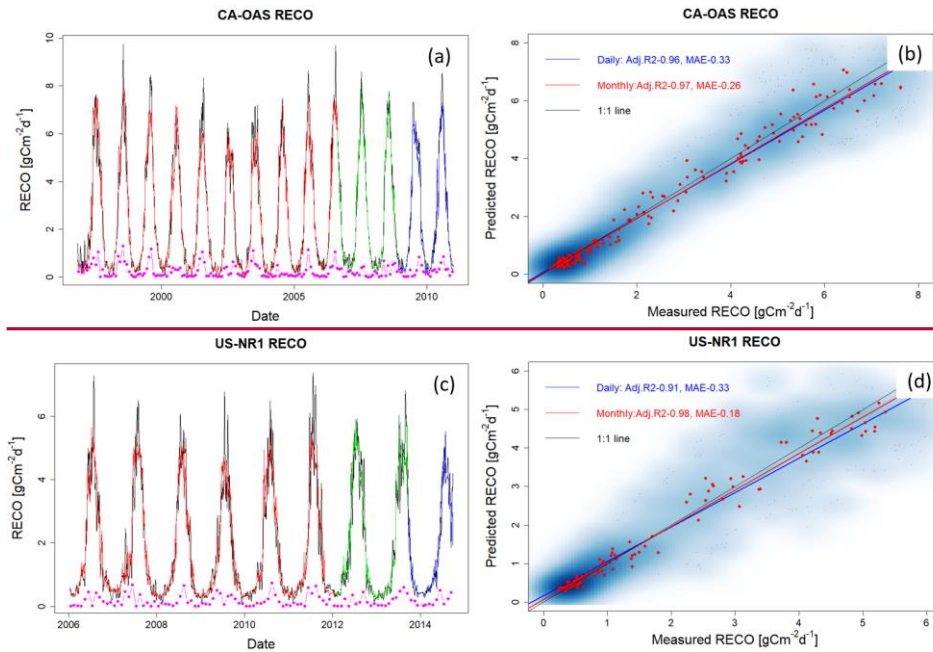 CA-OAS RECO
(a)
RECO [gCm⁻²d⁻¹]
10
8
6
4
2
0
2000
2005
2010
Date
CA-OAS RECO
(b)
Daily: Adj.R2-0.96, MAE-0.33
Monthly:Adj.R2-0.97, MAE-0.26
1:1 line
Predicted RECO [gCm⁻²d⁻¹]
8
6
4
2
0
0
2
4
6
8
Measured RECO [gCm⁻²d⁻¹]
US-NR1 RECO
(c)
RECO [gCm⁻²d⁻¹]
6
4
2
0
2006
2008
2010
2012
2014
Date
US-NR1 RECO
(d)
Daily: Adj.R2-0.91, MAE-0.33
Monthly:Adj.R2-0.98, MAE-0.18
1:1 line
Predicted RECO [gCm⁻²d⁻¹]
6
5
4
3
2
1
0
0
1
2
3
4
5
6
Measured RECO [gCm⁻²d⁻¹]